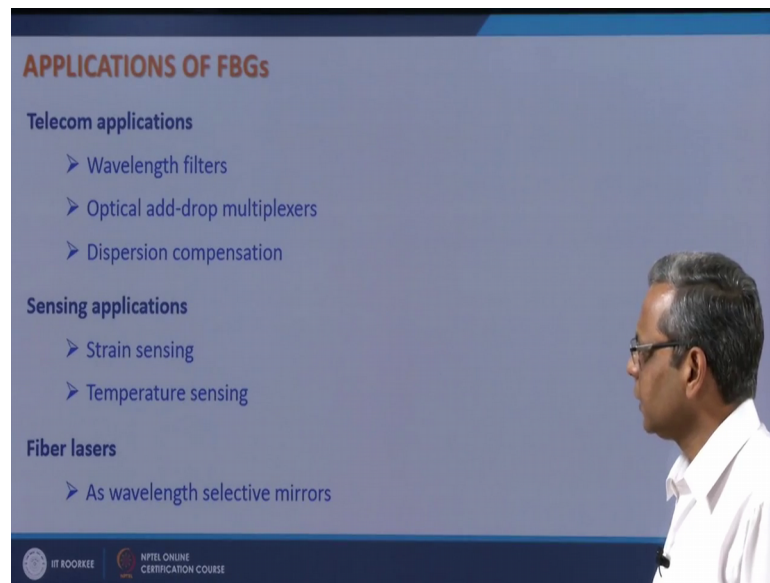 APPLICATIONS OF FBGs
Telecom applications
➢ Wavelength filters
➢ Optical add-drop multiplexers
➢ Dispersion compensation
Sensing applications
➢ Strain sensing
➢ Temperature sensing
Fiber lasers
➢ As wavelength selective mirrors
IIT ROORKEE
NPTEL ONLINE
CERTIFICATION COURSE